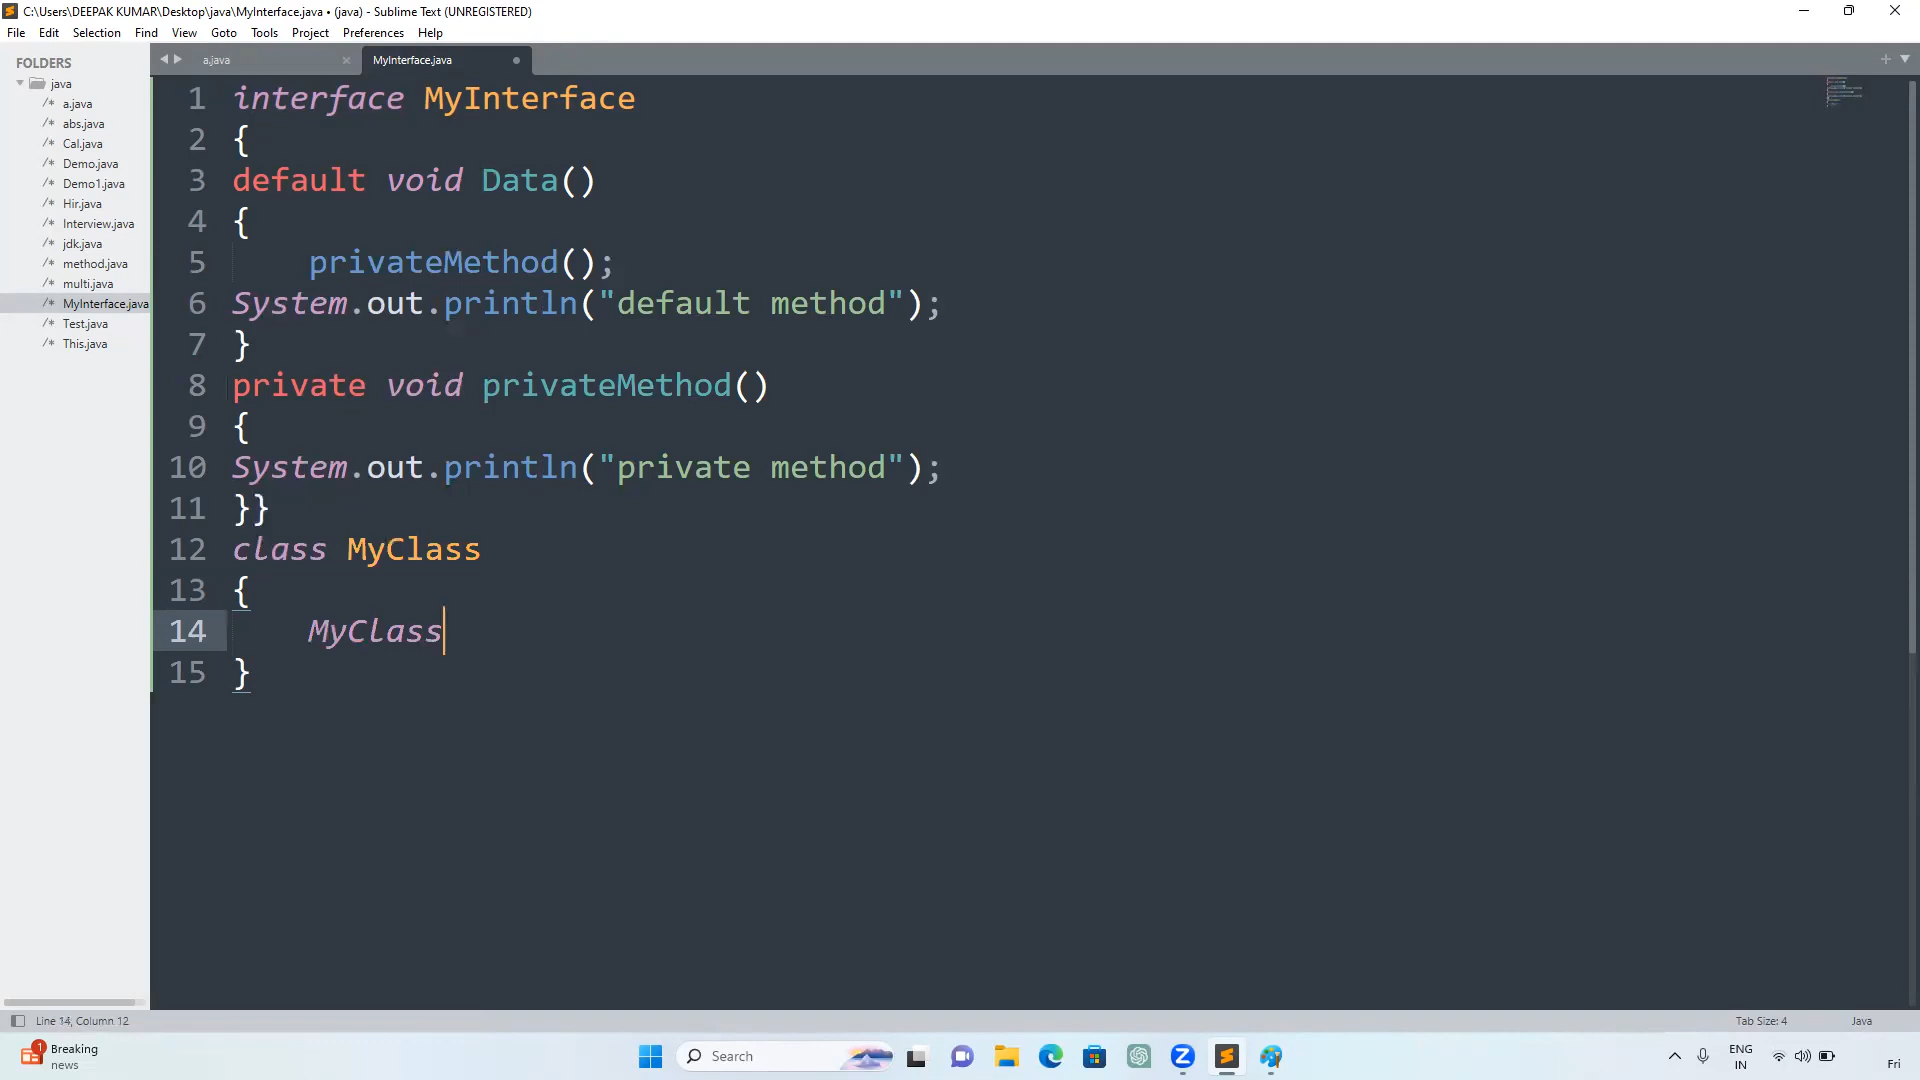 C:\Users\DEEPAK KUMAR\Desktop\java\MyInterface.java • (java) - Sublime Text (UNREGISTERED)
File Edit Selection Find View Goto Tools Project Preferences Help
FOLDERS
java
/* a.java
/* abs.java
/* Cal.java
/* Demo.java
/* Demo1.java
/* Hir.java
/* Interview.java
/* jdk.java
/* method.java
/* multi.java
/* MyInterface.java
/* Test.java
/* This.java
a.java MyInterface.java
1 interface MyInterface
2 {
3 default void Data()
4 {
5 privateMethod();
6 System.out.println("default method");
7 }
8 private void privateMethod()
9 {
10 System.out.println("private method");
11 }}
12 class MyClass
13 {
14 MyClass
15 }
Line 14, Column 12 Tab Size: 4 Java
1 Breaking
news
Search
ENG
IN
Fri